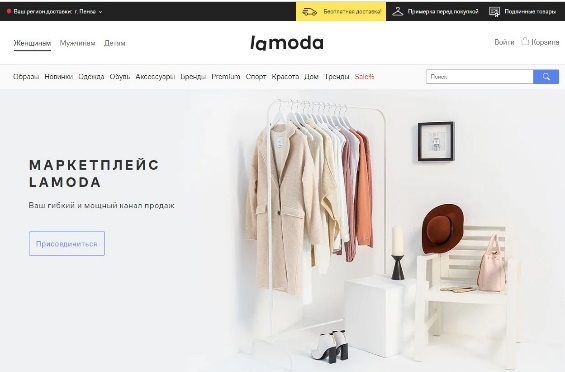 Ваш регион доставки: г. Пенза
Бесплатная доставка!
Примерка перед покупкой
Подлинные товары
Женщинам Мужчинам Детям
lamoda
Войти Корзина
Образы Новинки Одежда Обувь Аксессуары Бренды Premium Спорт Красота Дом Тренды Sale%
Поиск
МАРКЕТПЛЕЙС
LAMODA
Ваш гибкий и мощный канал продаж
Присоединиться